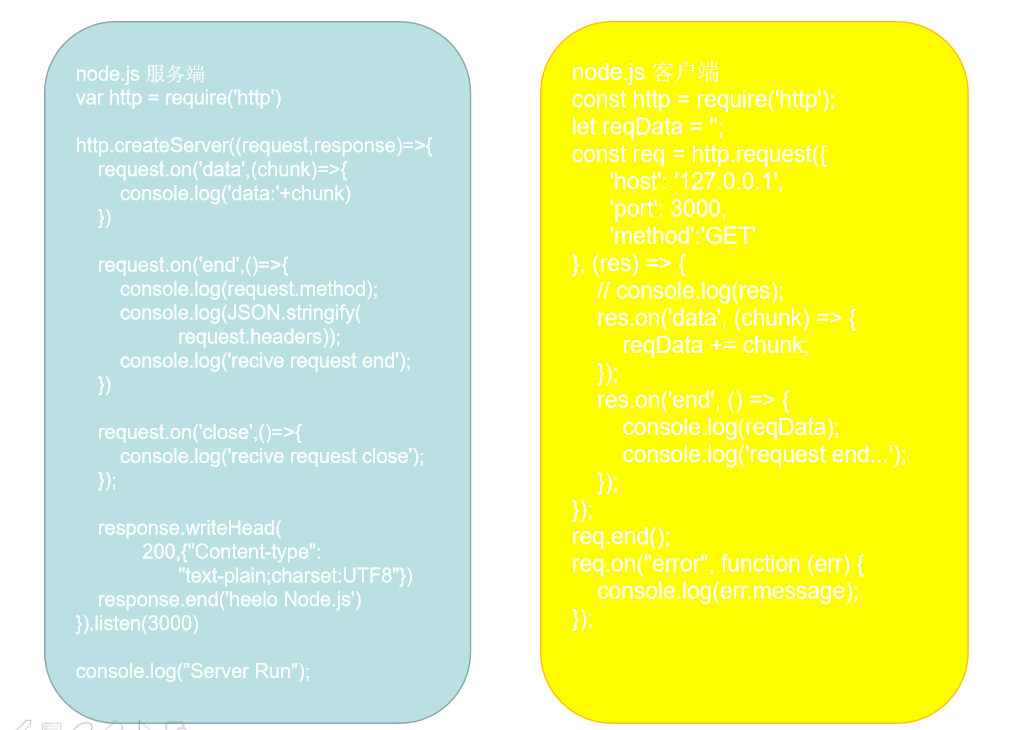 node.js 服务端
var http = require('http')
http.createServer((request,response)=>{
request.on('data',(chunk)=>{
console.log('data:'+chunk)
})
request.on('end',()=>{
console.log(request.method);
console.log(JSON.stringify(
request.headers));
console.log('recive request end');
})
request.on('close',()=>{
console.log('recive request close');
});
response.writeHead(
200,{"Content-type":
"text-plain;charset:UTF8"})
response.end('heelo Node.js')
}).listen(3000)
console.log("Server Run");
node.js 客户端
const http = require('http');
let reqData = '';
const req = http.request({
'host': '127.0.0.1',
'port': 3000,
'method':'GET'
}, (res) => {
// console.log(res);
res.on('data', (chunk) => {
reqData += chunk;
});
res.on('end', () => {
console.log(reqData);
console.log('request end...');
});
});
req.end();
req.on("error", function (err) {
console.log(err.message);
});